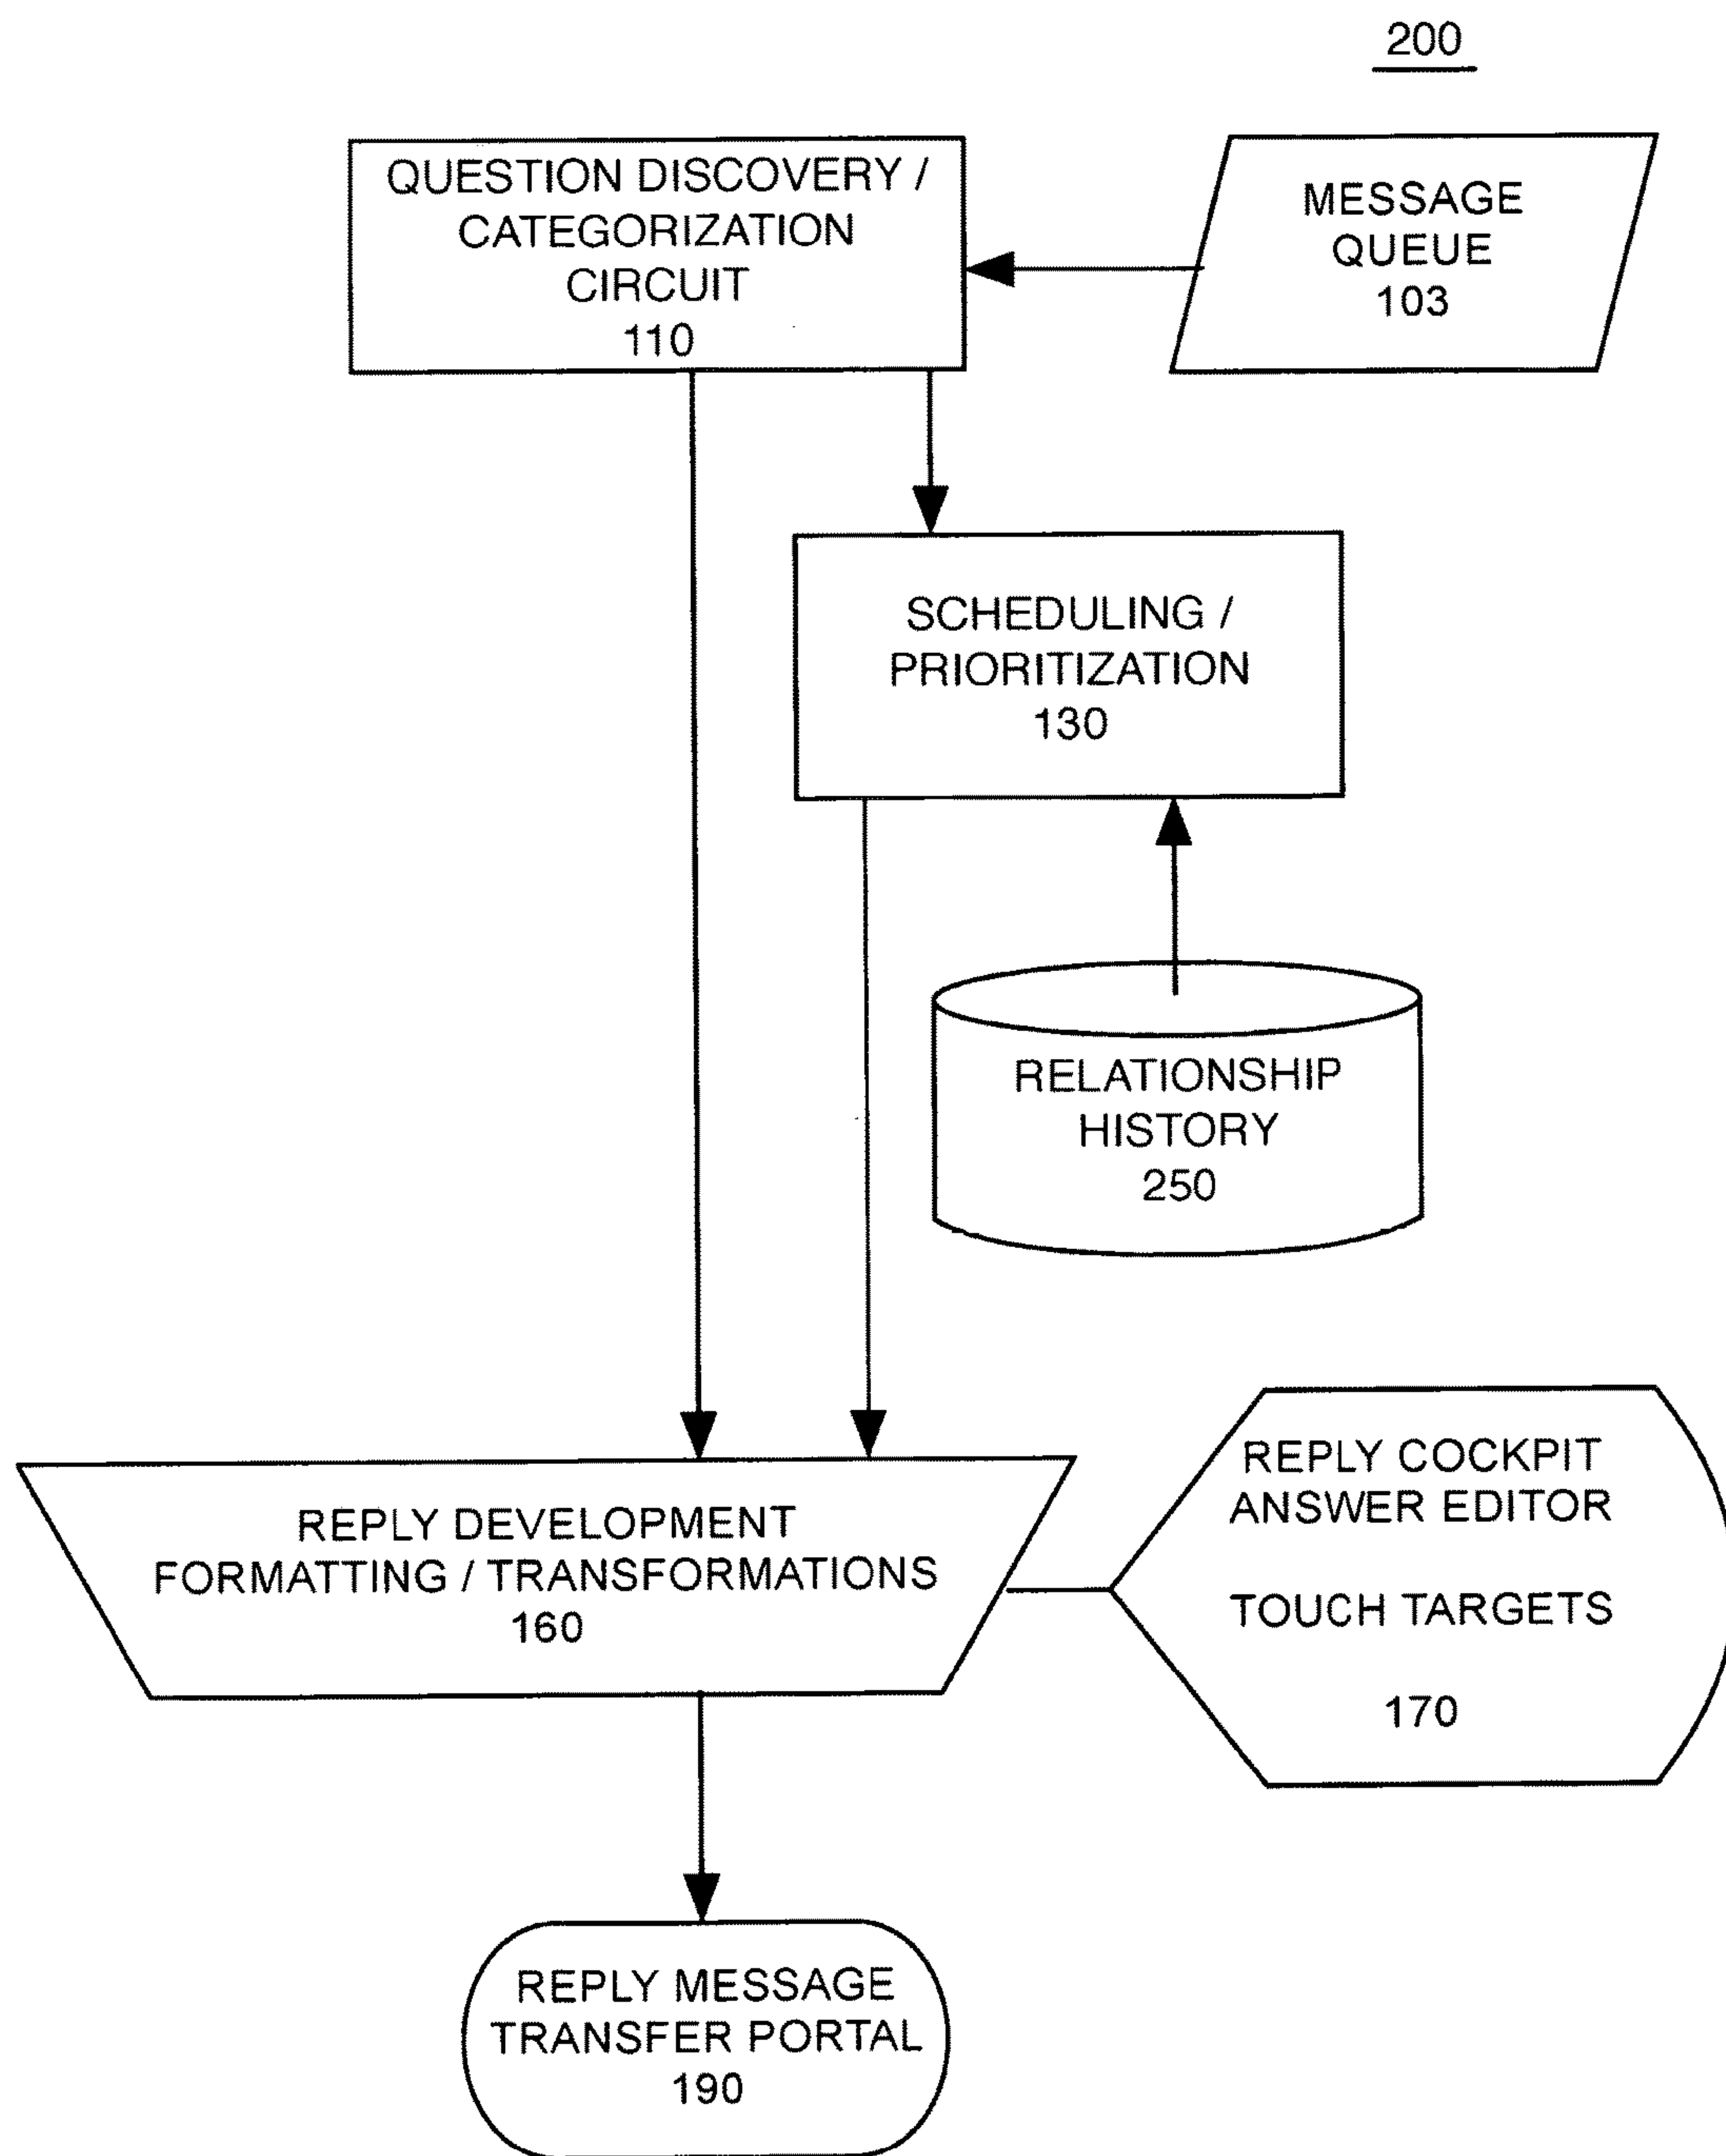 200
QUESTION DISCOVERY /
CATEGORIZATION
CIRCUIT
110
MESSAGE
QUEUE
103
SCHEDULING /
PRIORITIZATION
130
RELATIONSHIP
HISTORY
250
REPLY DEVELOPMENT
FORMATTING / TRANSFORMATIONS
160
REPLY COCKPIT
ANSWER EDITOR
TOUCH TARGETS
170
REPLY MESSAGE
TRANSFER PORTAL
190